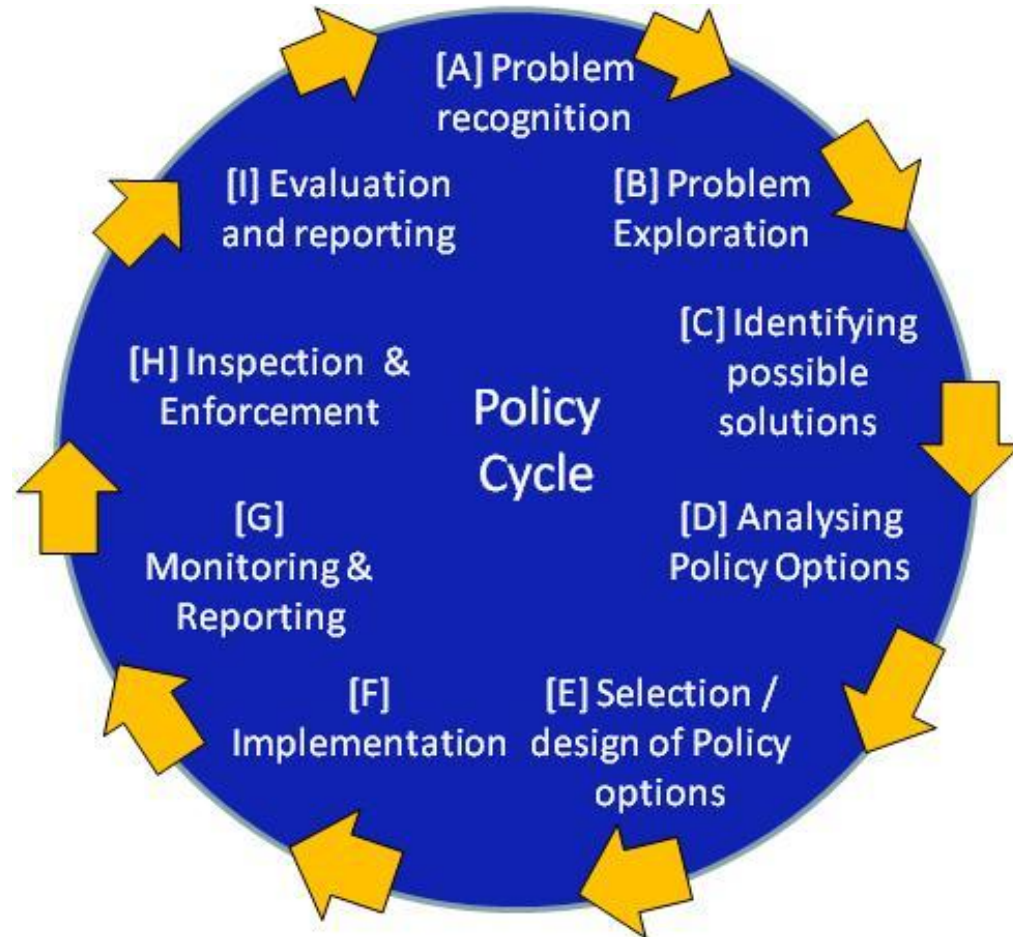 [A] Problem
recognition
[B] Problem
Exploration
[C] Identifying
possible
solutions
[D] Analysing
Policy Options
[E] Selection /
design of Policy
options
[F]
Implementation
[G]
Monitoring &
Reporting
[H] Inspection &
Enforcement
[I] Evaluation
and reporting
Policy
Cycle